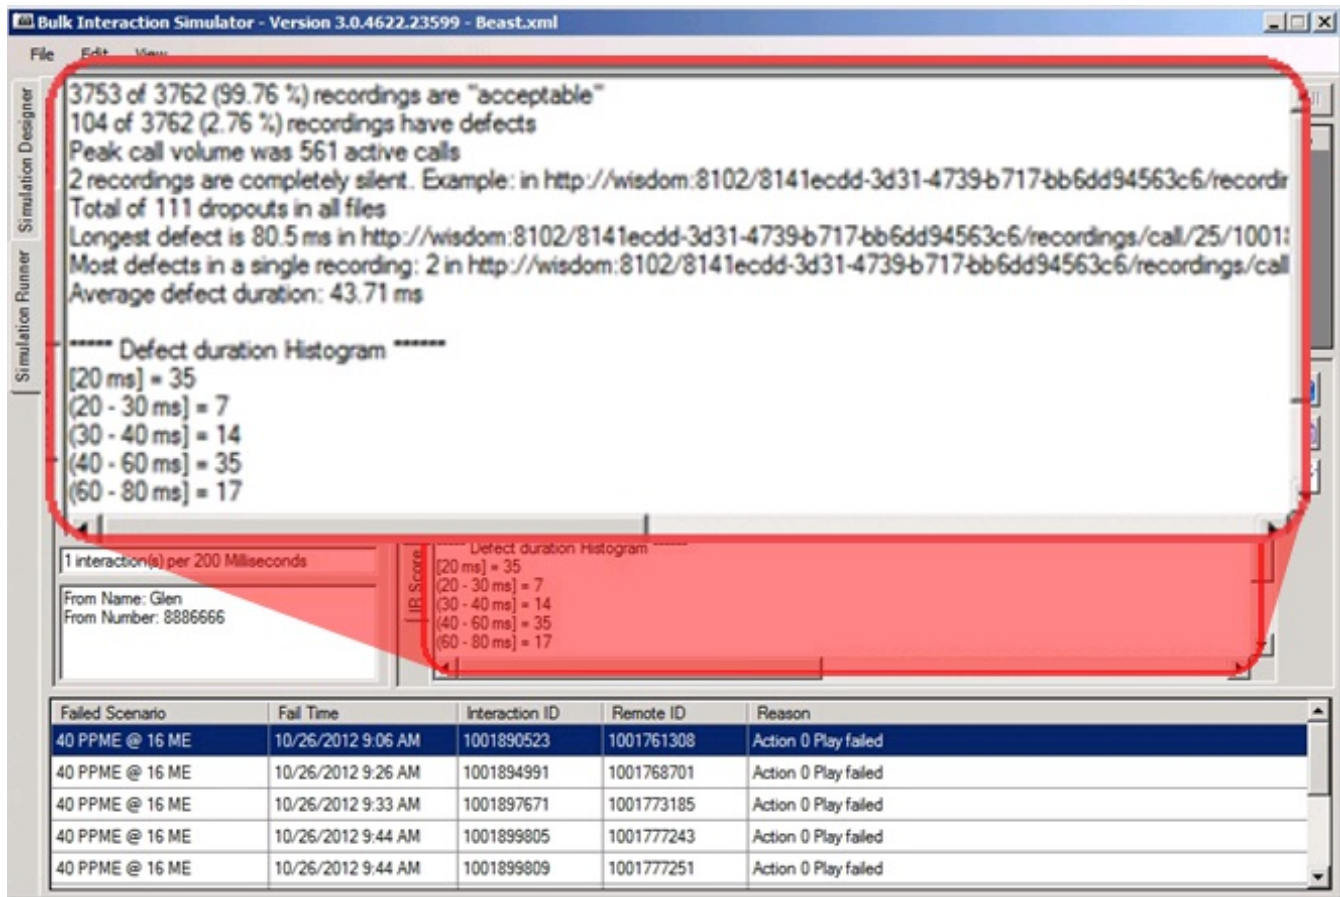 Bulk Interaction Simulator - Version 3.0.4622.23599 - Beast.xml
File Edit View
Simulation Designer
Simulation Runner
3753 of 3762 (99.76 %) recordings are "acceptable"
104 of 3762 (2.76 %) recordings have defects
Peak call volume was 561 active calls
2 recordings are completely silent. Example: in http://wisdom:8102/8141ecdd-3d31-4739-b717-bb6dd94563c6/recordir
Total of 111 dropouts in all files
Longest defect is 80.5 ms in http://wisdom:8102/8141ecdd-3d31-4739-b717-bb6dd94563c6/recordings/call/25/1001
Most defects in a single recording: 2 in http://wisdom:8102/8141ecdd-3d31-4739-b717-bb6dd94563c6/recordings/call
Average defect duration: 43.71 ms
***** Defect duration Histogram ******
[20 ms] = 35
(20 - 30 ms] = 7
(30 - 40 ms] = 14
(40 - 60 ms] = 35
(60 - 80 ms] = 17
1 interaction(s) per 200 Milliseconds
From Name: Glen
From Number: 8886666
IR Score
Defect duration Histogram
[20 ms] = 35
(20 - 30 ms] = 7
(30 - 40 ms] = 14
(40 - 60 ms] = 35
(60 - 80 ms] = 17
Failed Scenario Fail Time Interaction ID Remote ID Reason
40 PPME @ 16 ME 10/26/2012 9:06 AM 1001890523 1001761308 Action 0 Play failed
40 PPME @ 16 ME 10/26/2012 9:26 AM 1001894991 1001768701 Action 0 Play failed
40 PPME @ 16 ME 10/26/2012 9:33 AM 1001897671 1001773185 Action 0 Play failed
40 PPME @ 16 ME 10/26/2012 9:44 AM 1001899805 1001777243 Action 0 Play failed
40 PPME @ 16 ME 10/26/2012 9:44 AM 1001899809 1001777251 Action 0 Play failed